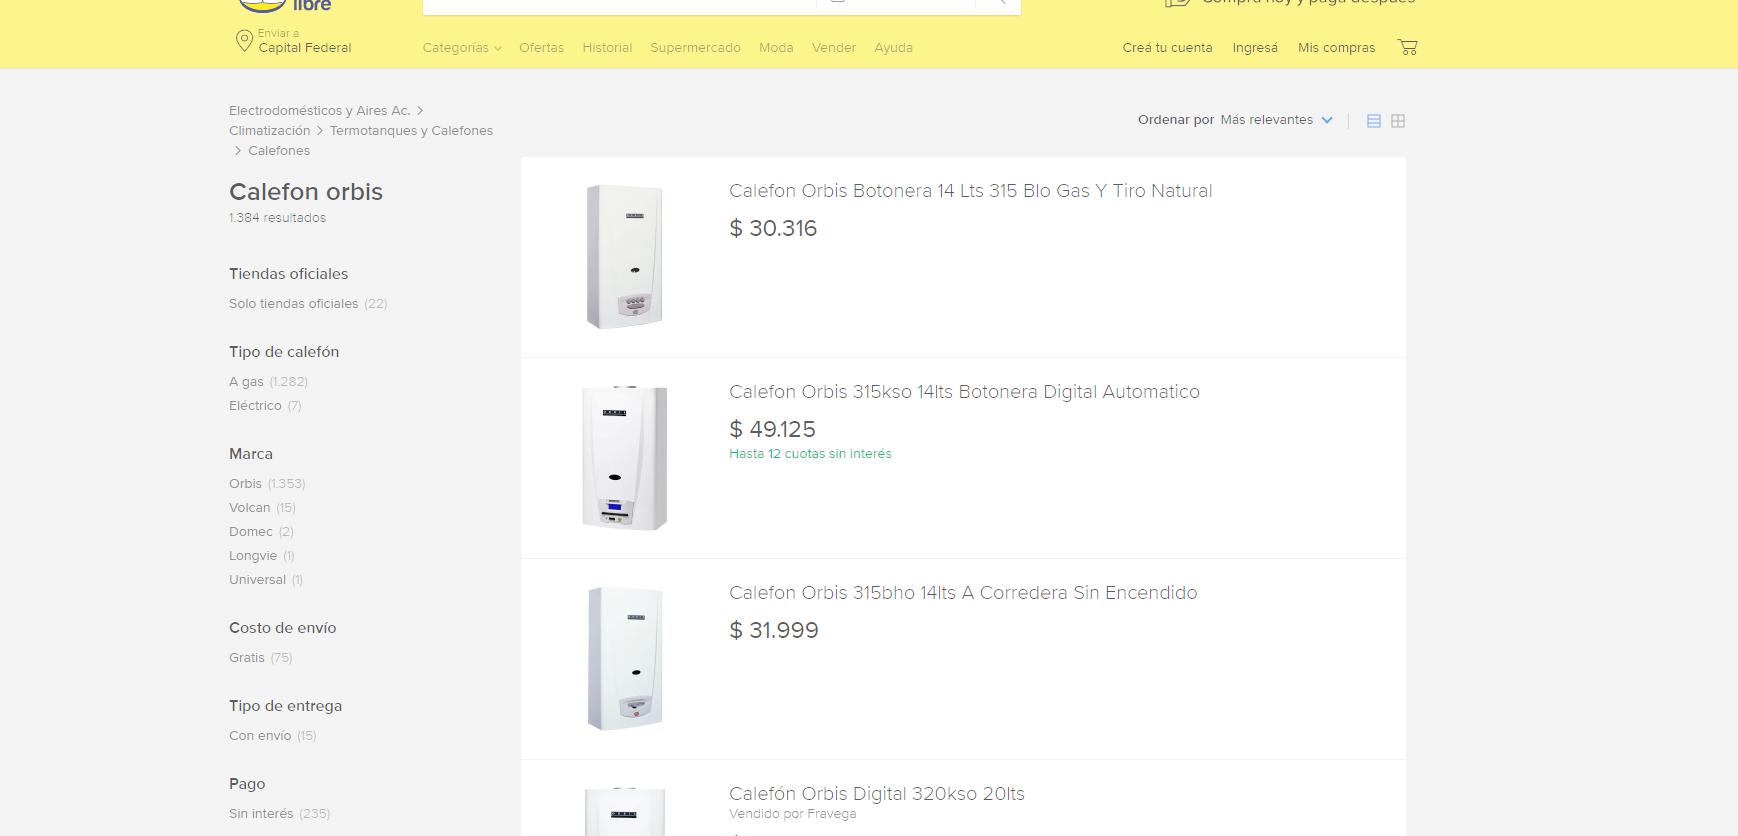 libre
Compra hoy y paga después
Enviar a
Capital Federal
Categorías
Ofertas
Historial
Supermercado
Moda
Vender
Ayuda
Creá tu cuenta
Ingresá
Mis compras
Electrodomésticos y Aires Ac. >
Climatización > Termotanques y Calefones
> Calefones
Ordenar por Más relevantes
Calefon orbis
1.384 resultados
Tiendas oficiales
Solo tiendas oficiales (22)
Tipo de calefón
A gas (1.282)
Eléctrico (7)
Marca
Orbis (1.353)
Volcan (15)
Domec (2)
Longvie (1)
Universal (1)
Costo de envío
Gratis (75)
Tipo de entrega
Con envío (15)
Pago
Sin interés (235)
Calefon Orbis Botonera 14 Lts 315 Blo Gas Y Tiro Natural
$ 30.316
Calefon Orbis 315kso 14lts Botonera Digital Automatico
$ 49.125
Hasta 12 cuotas sin interés
Calefon Orbis 315bho 14lts A Corredera Sin Encendido
$ 31.999
Calefón Orbis Digital 320kso 20lts
Vendido por Fravega